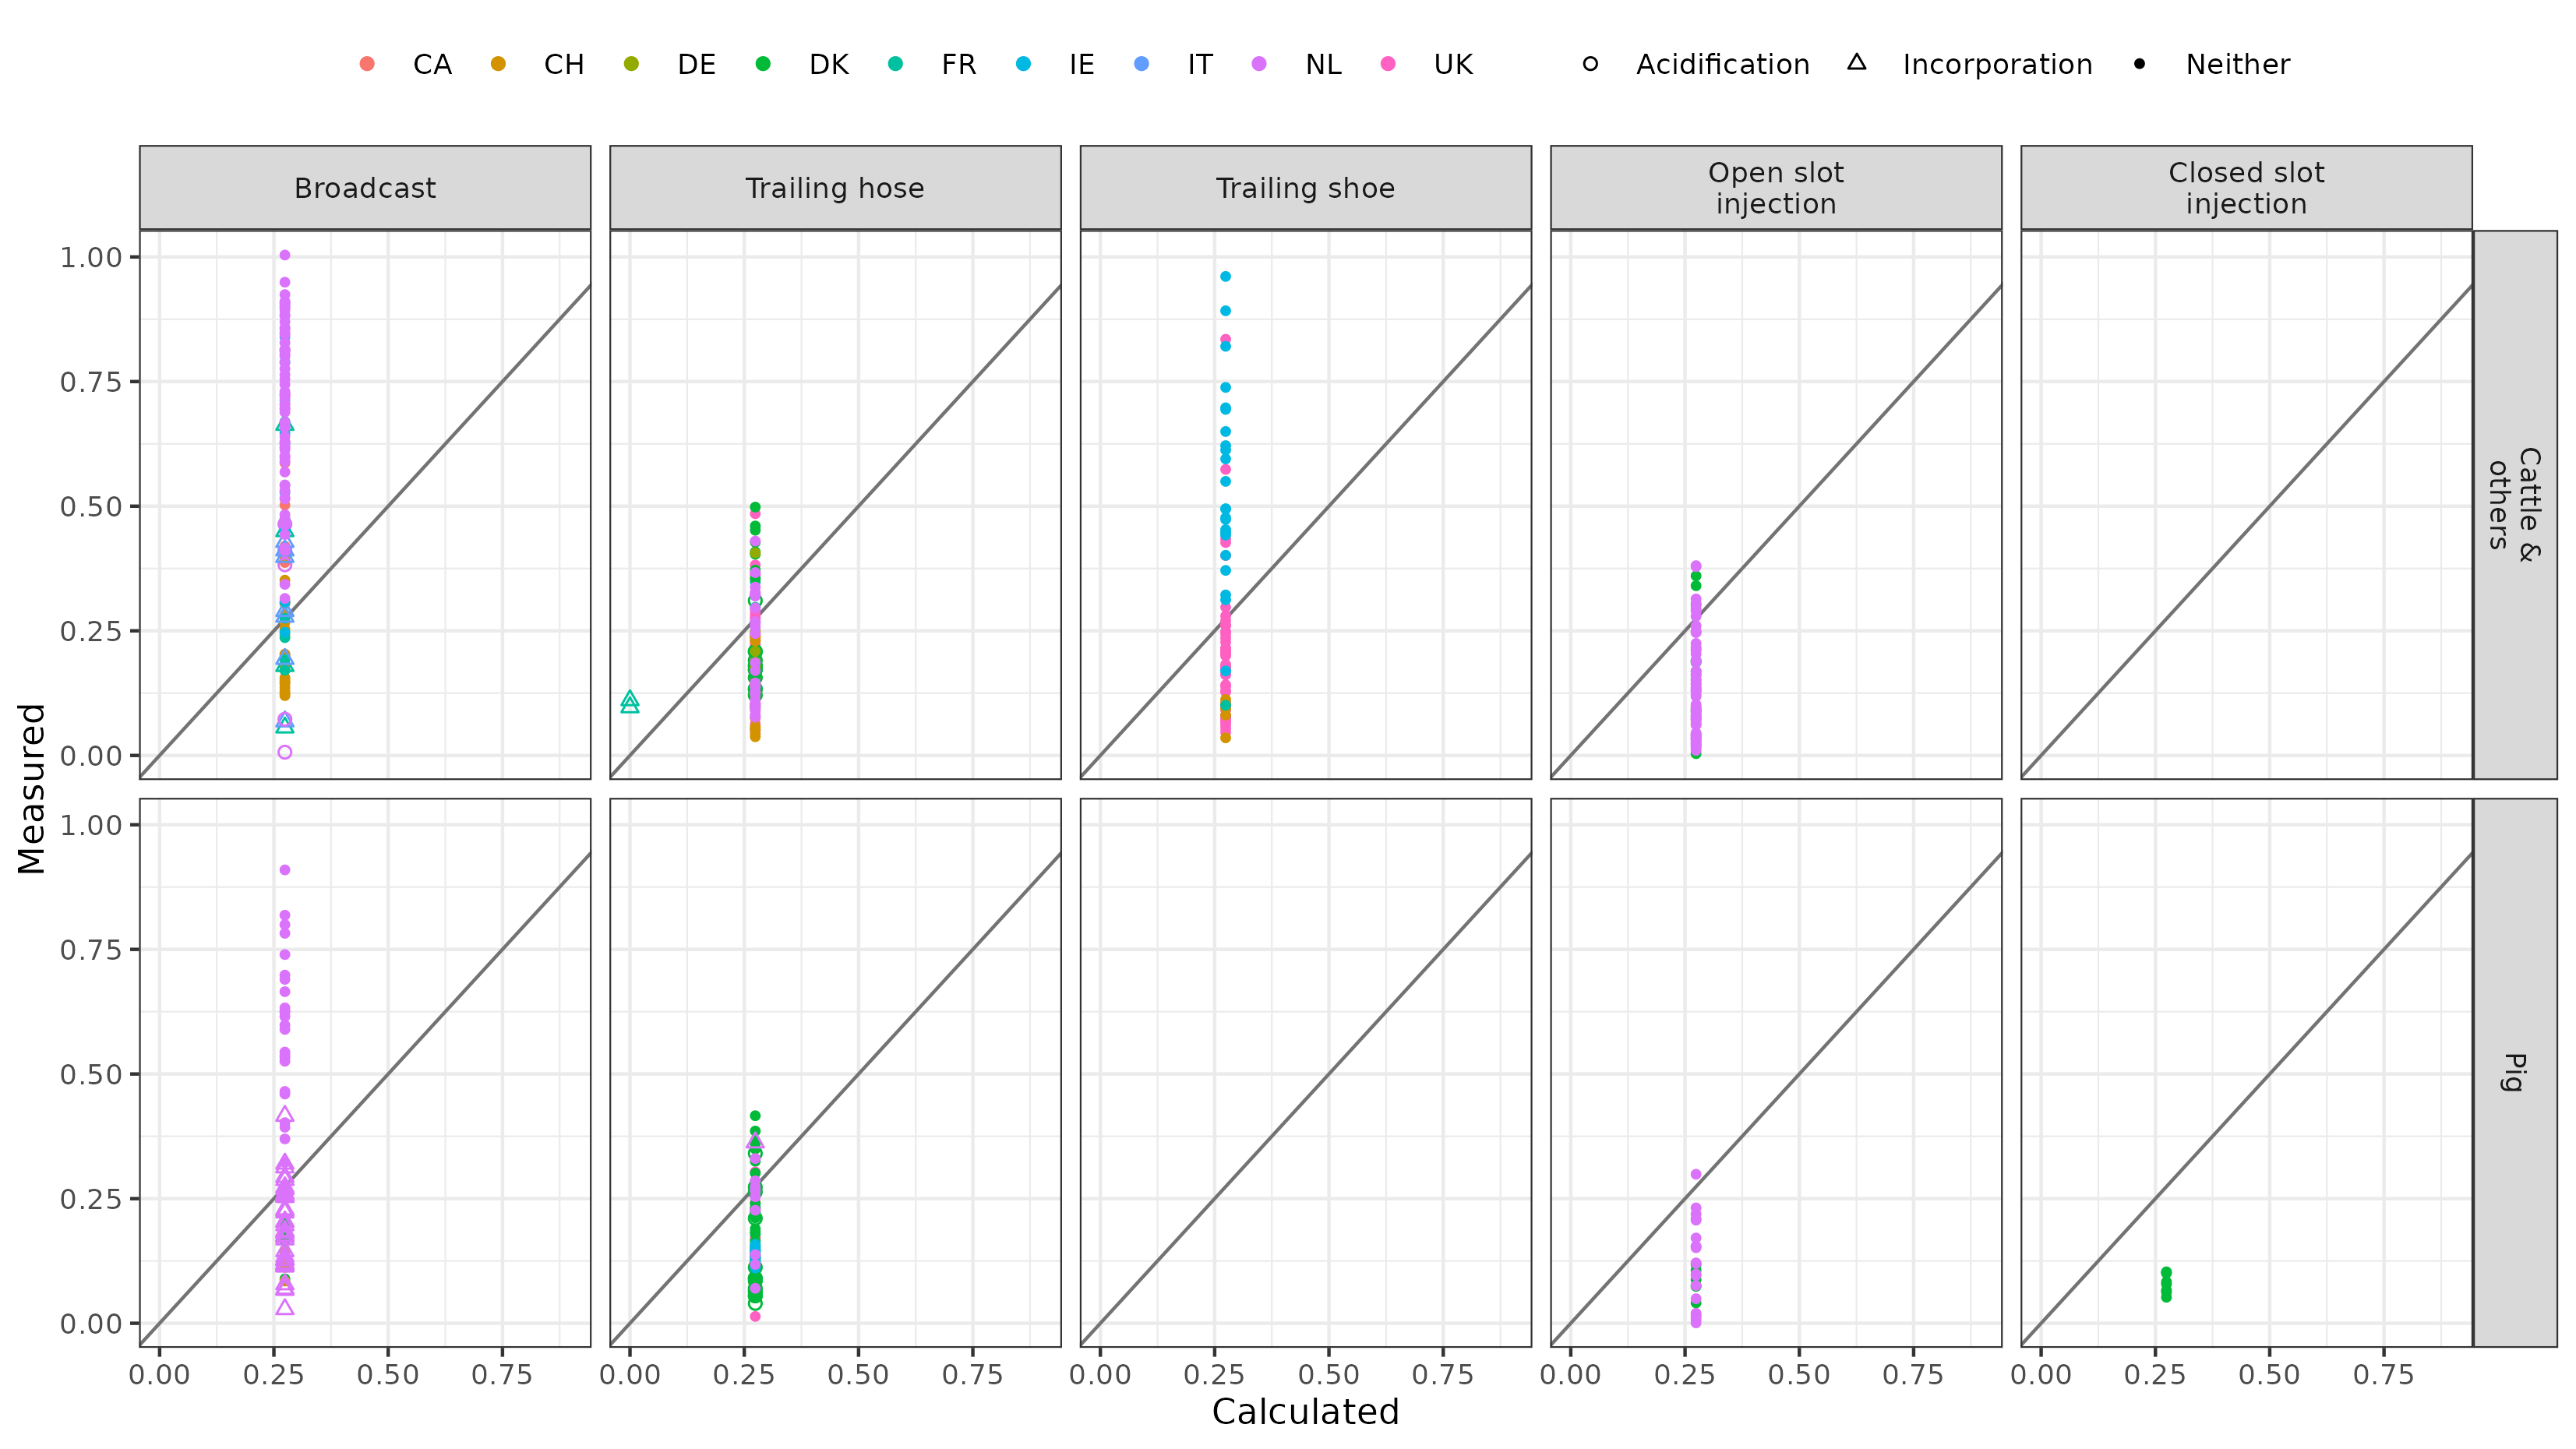 CA CH DE DK FR IE IT NL UK Acidification Incorporation Neither
Broadcast
Trailing hose
Trailing shoe
Open slot
injection
Closed slot
injection
Measured
1.00
0.75
0.50
0.25
0.00
Cattle &
others
1.00
0.75
0.50
0.25
0.00
Pig
0.00 0.25 0.50 0.75 0.00 0.25 0.50 0.75 0.00 0.25 0.50 0.75 0.00 0.25 0.50 0.75 0.00 0.25 0.50 0.75
Calculated